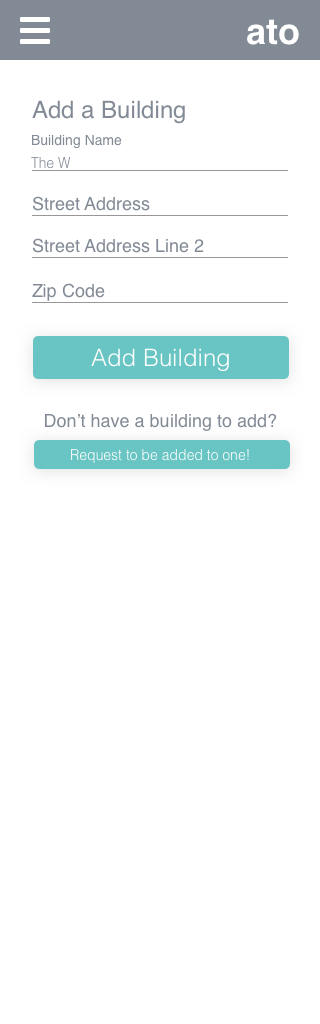 ato
Add a Building
Building Name
The W
Street Address
Street Address Line 2
Zip Code
Add Building
Don’t have a building to add?
Request to be added to one!